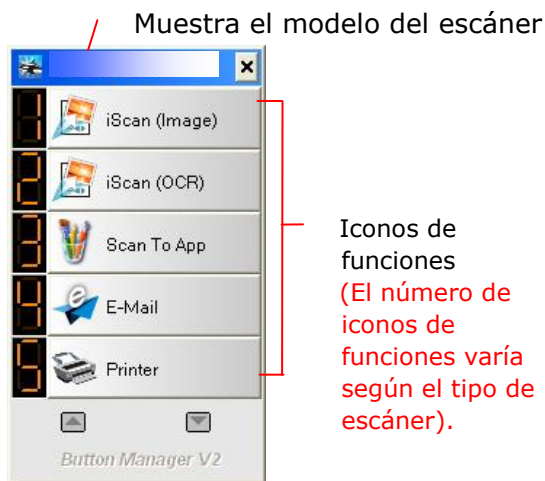 Muestra el modelo del escáner
1 iScan (Image)
2 iScan (OCR)
3 Scan To App
4 E-Mail
5 Printer
Button Manager V2
Iconos de
funciones
(El número de
iconos de
funciones varía
según el tipo de
escáner).